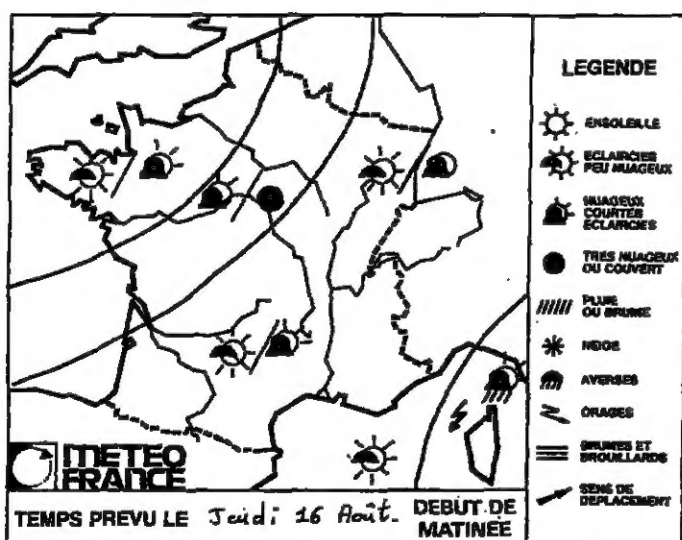 LEGENDE
ENSOLEILLE
ECLAIRCIES
PEU NUAGEUX
NUAGEUX
COURTES
ECLAIRCIES
TRES NUAGEUX
OU COUVERT
PLUIE
OU BRUINE
NEIGE
AVERSES
ORAGES
BRUMES ET
BROUILLARDS
SENS DE
DEPLACEMENT
METEO
FRANCE
TEMPS PREVU LE Jeudi 16 Août. DEBUT DE
MATINÉE